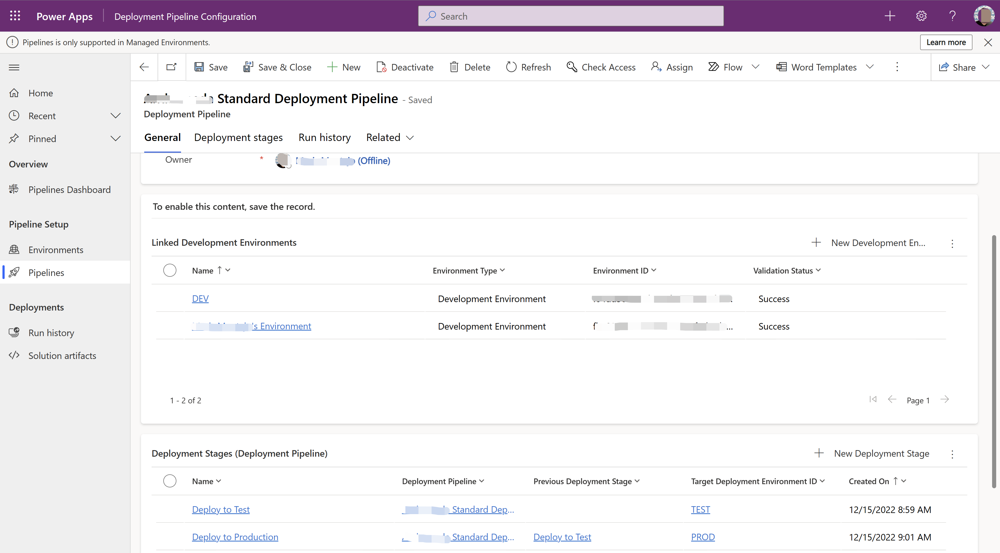 Power Apps
Deployment Pipeline Configuration
Search
Pipelines is only supported in Managed Environments.
Learn more
Save
Save & Close
New
Deactivate
Delete
Refresh
Check Access
Assign
Flow
Word Templates
Share
Home
Recent
Pinned
Overview
Pipelines Dashboard
Pipeline Setup
Environments
Pipelines
Deployments
Run history
Solution artifacts
Standard Deployment Pipeline - Saved
Deployment Pipeline
General
Deployment stages
Run history
Related
Owner
*
(Offline)
To enable this content, save the record.
Linked Development Environments
New Development En...
Name
Environment Type
Environment ID
Validation Status
DEV
Development Environment
Success
's Environment
Development Environment
...
Success
1 - 2 of 2
Page 1
Deployment Stages (Deployment Pipeline)
New Deployment Stage
Name
Deployment Pipeline
Previous Deployment Stage
Target Deployment Environment ID
Created On
Deploy to Test
Standard Dep...
TEST
12/15/2022 8:59 AM
Deploy to Production
Standard Dep...
Deploy to Test
PROD
12/15/2022 9:01 AM